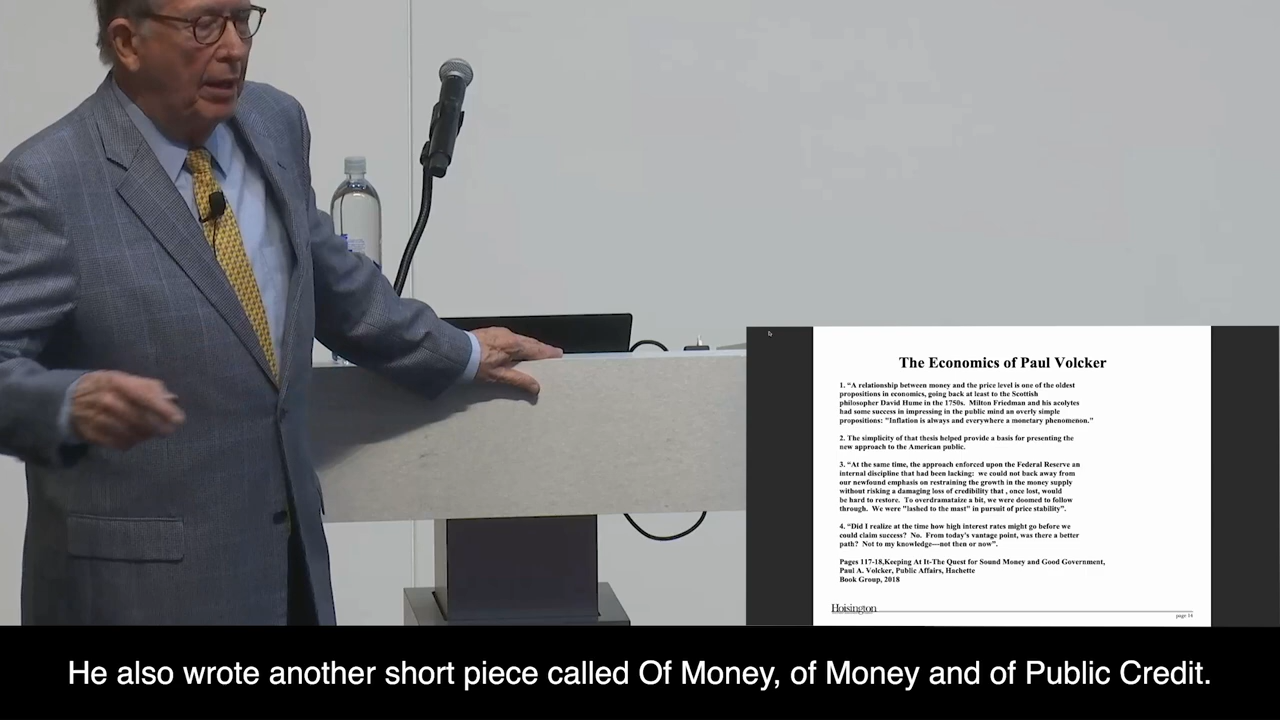 The Economics of Paul Volcker
1. “A relationship between money and the price level is one of the oldest
propositions in economics, going back at least to the Scottish
philosopher David Hume in the 1750s. Milton Friedman and his acolytes
had some success in impressing in the public mind an overly simple
propositions: "Inflation is always and everywhere a monetary phenomenon."
2. The simplicity of that thesis helped provide a basis for presenting the
new approach to the American public.
3. “At the same time, the approach enforced upon the Federal Reserve an
internal discipline that had been lacking: we could not back away from
our newfound emphasis on restraining the growth in the money supply
without risking a damaging loss of credibility that , once lost, would
be hard to restore. To overdramataize a bit, we were doomed to follow
through. We were "lashed to the mast" in pursuit of price stability”.
4. “Did I realize at the time how high interest rates might go before we
could claim success? No. From today's vantage point, was there a better
path? Not to my knowledge—not then or now”.
Pages 117-18,Keeping At It-The Quest for Sound Money and Good Government,
Paul A. Volcker, Public Affairs, Hachette
Book Group, 2018
Hoisington
page 14
He also wrote another short piece called Of Money, of Money and of Public Credit.